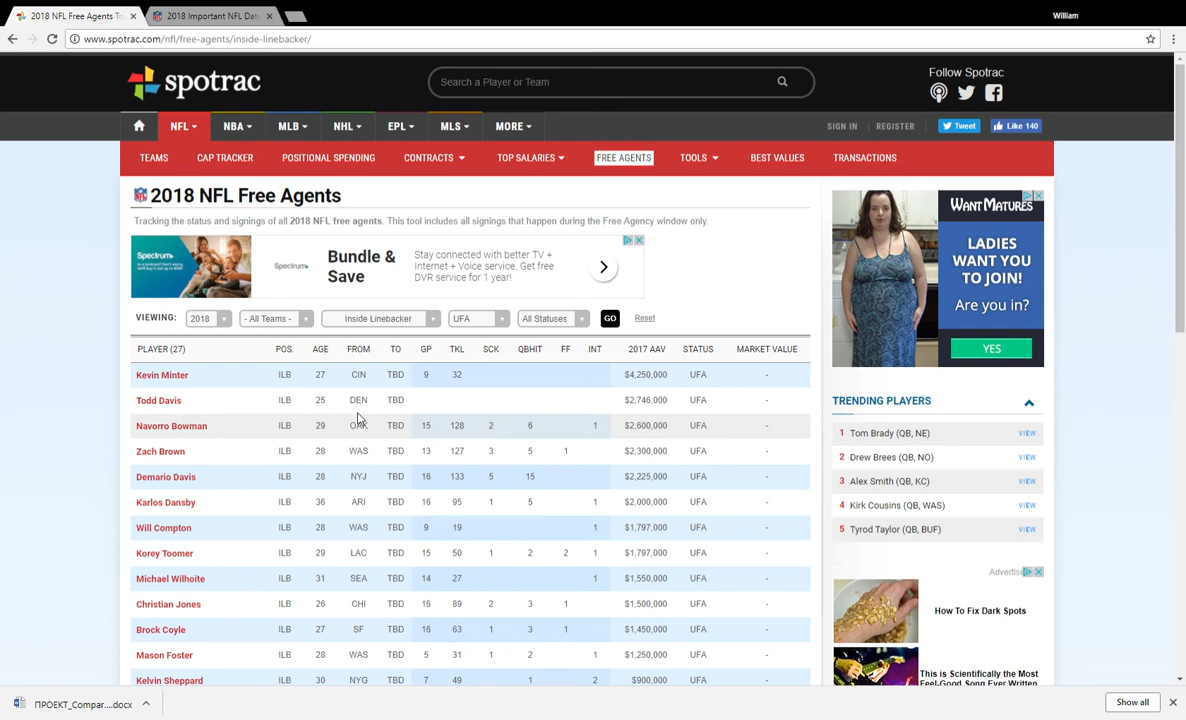 2018 NFL Free Agents Tr
2018 Important NFL Dat
William
www.spotrac.com/nfl/free-agents/inside-linebacker/
spotrac
Search a Player or Team
Follow Spotrac
NFL NBA MLB NHL EPL MLS MORE SIGN IN REGISTER Tweet Like 140
TEAMS CAP TRACKER POSITIONAL SPENDING CONTRACTS TOP SALARIES FREE AGENTS TOOLS BEST VALUES TRANSACTIONS
2018 NFL Free Agents
Tracking the status and signings of all 2018 NFL free agents. This tool includes all signings that happen during the Free Agency window only.
Spectrum
Spectrum
Bundle &
Save
Stay connected with better TV +
Internet + Voice service. Get free
DVR service for 1 year!
VIEWING: 2018 - All Teams - Inside Linebacker UFA All Statuses GO Reset
PLAYER (27) POS. AGE FROM TO GP TKL SCK QBHIT FF INT 2017 AAV STATUS MARKET VALUE
Kevin Minter ILB 27 CIN TBD 9 32 $4,250,000 UFA -
Todd Davis ILB 25 DEN TBD $2,746,000 UFA -
Navorro Bowman ILB 29 TBD 15 128 2 6 1 $2,600,000 UFA -
Zach Brown ILB 28 WAS TBD 13 127 3 5 1 $2,300,000 UFA -
Demario Davis ILB 28 NYJ TBD 16 133 5 15 $2,225,000 UFA -
Karlos Dansby ILB 36 ARI TBD 16 95 1 5 1 $2,000,000 UFA -
Will Compton ILB 28 WAS TBD 9 19 1 $1,797,000 UFA -
Korey Toomer ILB 29 LAC TBD 15 50 1 2 2 1 $1,797,000 UFA -
Michael Wilhoite ILB 31 SEA TBD 14 27 1 $1,550,000 UFA -
Christian Jones ILB 26 CHI TBD 16 89 2 3 1 $1,500,000 UFA -
Brock Coyle ILB 27 SF TBD 16 63 1 3 1 $1,450,000 UFA -
Mason Foster ILB 28 WAS TBD 5 31 1 2 1 $1,250,000 UFA -
Kelvin Sheppard ILB 30 NYG TBD 7 49 1 2 $900,000 UFA -
WANT MATURES
LADIES
WANT YOU
TO JOIN!
Are you in?
YES
TRENDING PLAYERS
1 Tom Brady (QB, NE) VIEW
2 Drew Brees (QB, NO) VIEW
3 Alex Smith (QB, KC) VIEW
4 Kirk Cousins (QB, WAS) VIEW
5 Tyrod Taylor (QB, BUF) VIEW
Advertise
How To Fix Dark Spots
This is Scientifically the Most
Feel-Good Song Ever Written
ПРОЕКТ_Compar....docx
Show all